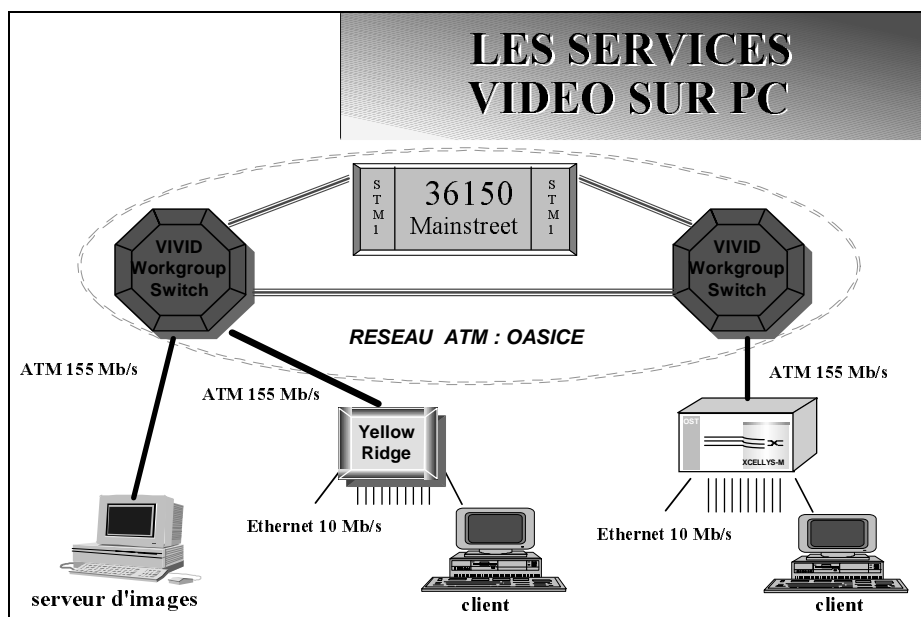 LES SERVICES
VIDEO SUR PC
STM1
36150
Mainstreet
STM1
VIVID
Workgroup
Switch
VIVID
Workgroup
Switch
RESEAU ATM : OASICE
ATM 155 Mb/s
ATM 155 Mb/s
ATM 155 Mb/s
Yellow
Ridge
OST
XCELLYS-M
Ethernet 10 Mb/s
Ethernet 10 Mb/s
serveur d'images
client
client